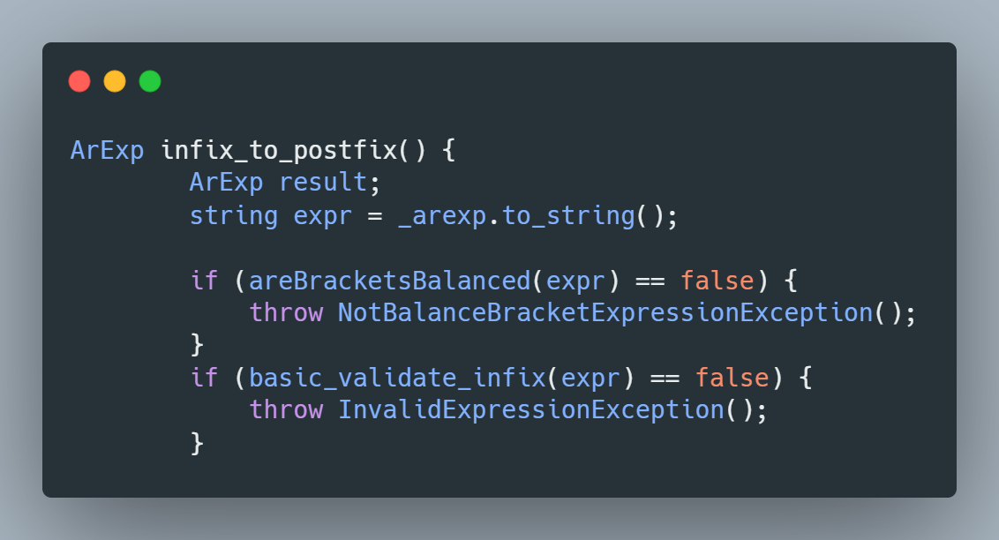 ArExp infix_to_postfix() {
        ArExp result;
        string expr = _arexp.to_string();

        if (areBracketsBalanced(expr) == false) {
            throw NotBalanceBracketExpressionException();
        }
        if (basic_validate_infix(expr) == false) {
            throw InvalidExpressionException();
        }